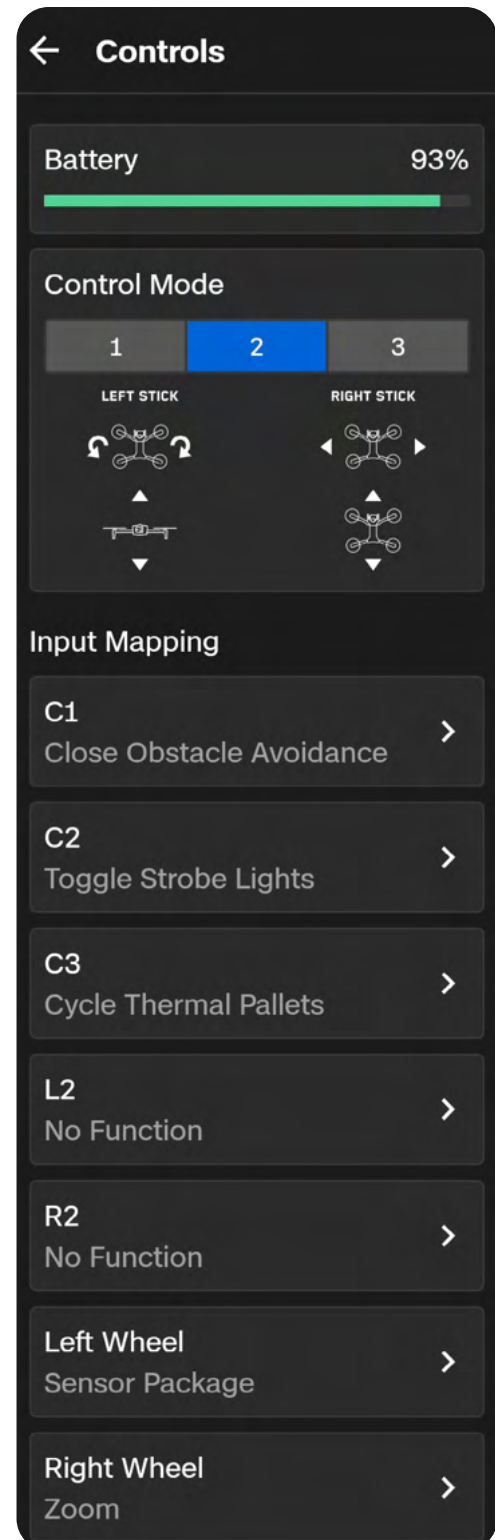 Controls
Battery 93%
Control Mode
1 2 3
LEFT STICK RIGHT STICK
Input Mapping
C1
Close Obstacle Avoidance
C2
Toggle Strobe Lights
C3
Cycle Thermal Pallets
L2
No Function
R2
No Function
Left Wheel
Sensor Package
Right Wheel
Zoom